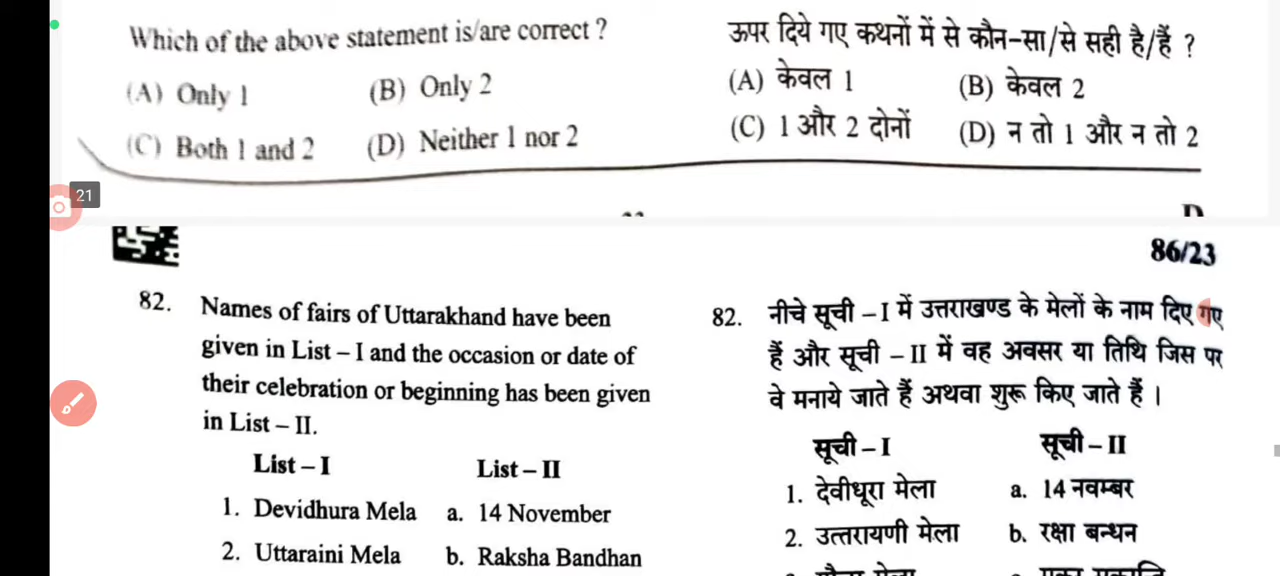 Which of the above statement is/are correct ?
(A) Only 1
(B) Only 2
(C) Both 1 and 2
(D) Neither 1 nor 2
ऊपर दिये गए कथनों में से कौन-सा/से सही है/हैं ?
(A) केवल 1
(B) केवल 2
(C) 1 और 2 दोनों
(D) न तो 1 और न तो 2
21
86/23
82. Names of fairs of Uttarakhand have been
given in List – I and the occasion or date of
their celebration or beginning has been given
in List – II.
List – I
List – II
1. Devidhura Mela a. 14 November
2. Uttaraini Mela b. Raksha Bandhan
82. नीचे सूची – I में उत्तराखण्ड के मेलों के नाम दिए गए
हैं और सूची – II में वह अवसर या तिथि जिस पर
वे मनाये जाते हैं अथवा शुरू किए जाते हैं ।
सूची – I
सूची – II
1. देवीधूरा मेला a. 14 नवम्बर
2. उत्तरायणी मेला b. रक्षा बन्धन